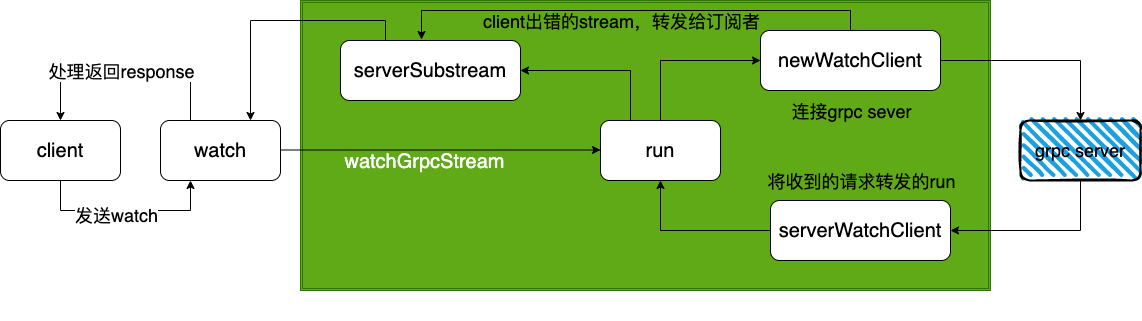 client出错的stream，转发给订阅者
处理返回response
serverSubstream
newWatchClient
连接grpc sever
client
watch
watchGrpcStream
run
grpc server
将收到的请求转发的run
发送watch
serverWatchClient